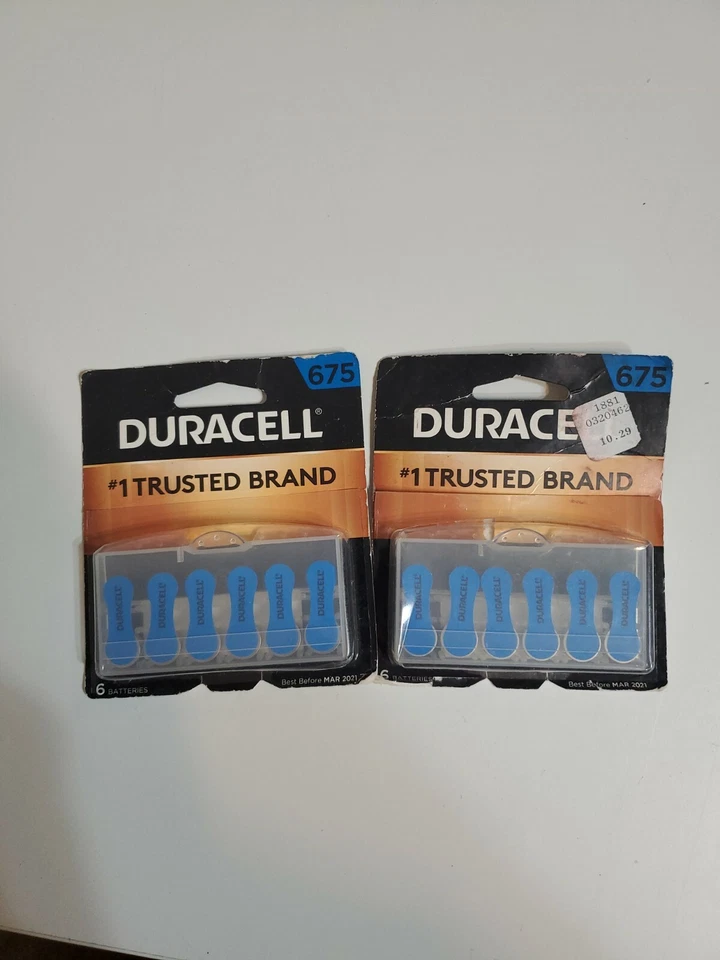 675
DURACELL®
#1 TRUSTED BRAND
DURACELL
DURACELL
DURACELL
DURACELL
DURACELL
DURACELL
6 BATTERIES
Best Before MAR 2021
675
DURACE
1881
0320462
10.29
#1 TRUSTED BRAND
DURACELL
DURACELL
DURACELL
DURACELL
DURACELL
DURACELL
6 BATTERIES
Best Before MAR 2021